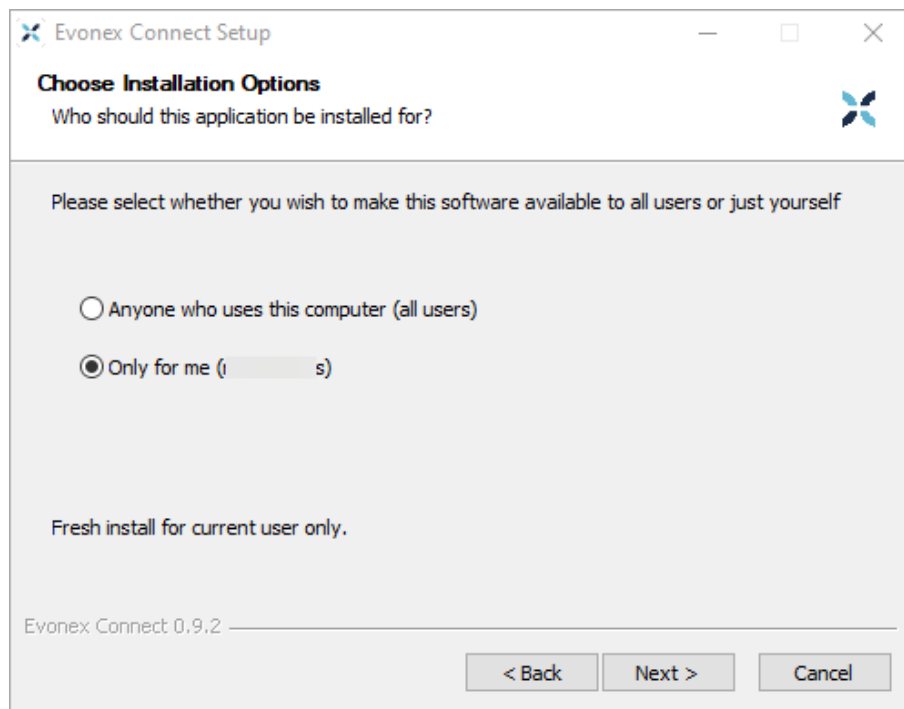 Evonex Connect Setup
Choose Installation Options
Who should this application be installed for?
Please select whether you wish to make this software available to all users or just yourself
Anyone who uses this computer (all users)
Only for me ( s)
Fresh install for current user only.
Evonex Connect 0.9.2
< Back
Next >
Cancel